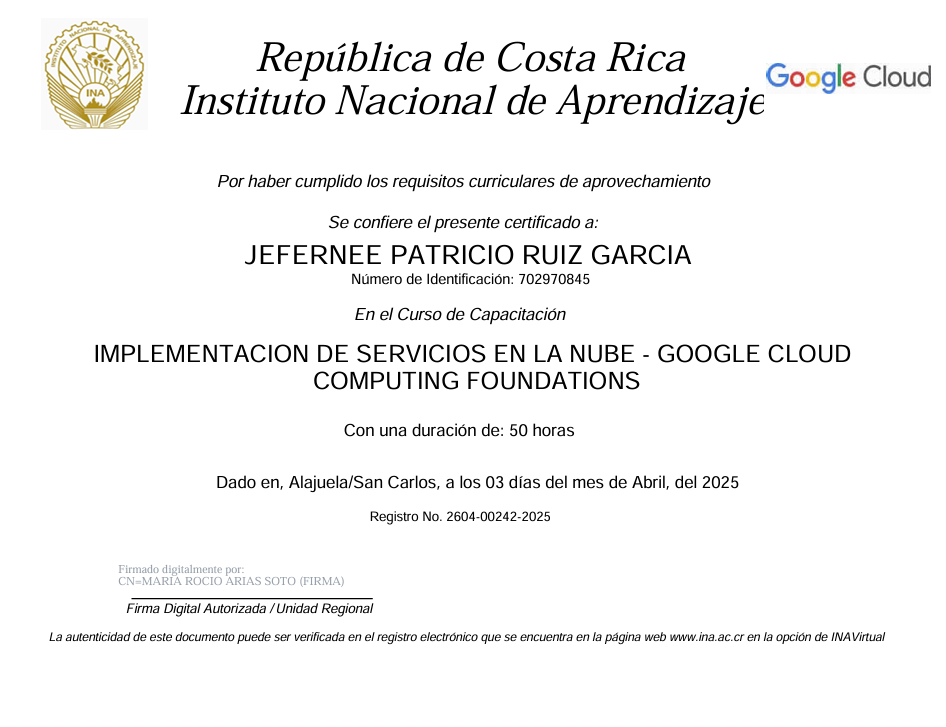 INSTITUTO NACIONAL DE APRENDIZAJE
INA
República de Costa Rica
Instituto Nacional de Aprendizaje
Google Cloud
Por haber cumplido los requisitos curriculares de aprovechamiento
Se confiere el presente certificado a:
JEFERNEE PATRICIO RUIZ GARCIA
Número de Identificación: 702970845
En el Curso de Capacitación
IMPLEMENTACION DE SERVICIOS EN LA NUBE - GOOGLE CLOUD
COMPUTING FOUNDATIONS
Con una duración de: 50 horas
Dado en, Alajuela/San Carlos, a los 03 días del mes de Abril, del 2025
Registro No. 2604-00242-2025
Firmado digitalmente por:
CN=MARIA ROCIO ARIAS SOTO (FIRMA)
Firma Digital Autorizada / Unidad Regional
La autenticidad de este documento puede ser verificada en el registro electrónico que se encuentra en la página web www.ina.ac.cr en la opción de INAVirtual